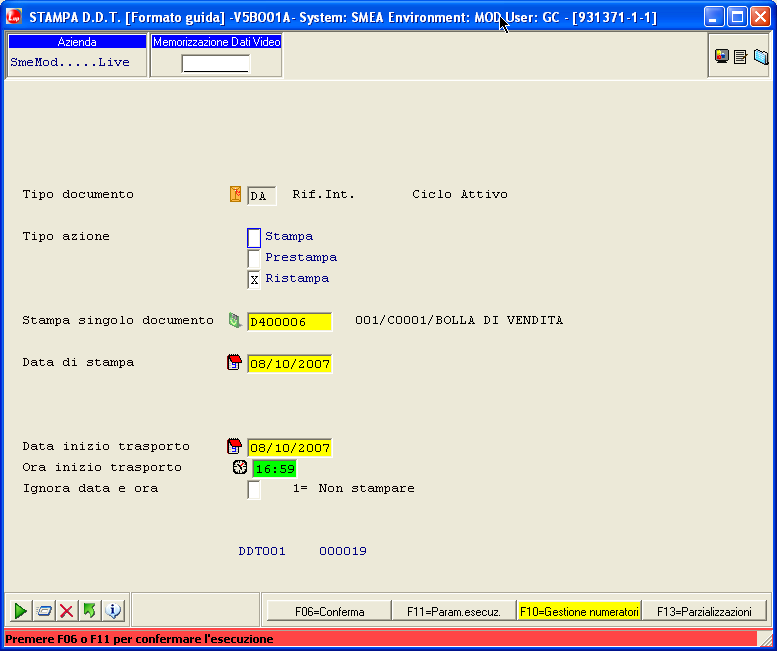 STAMPA D.D.T. [Formato guida] -V5BO01A- System: SMEA Environment: MOD User: GC - [931371-1-1]
Azienda
Memorizzazione Dati Video
SmeMod.....Live
Tipo documento DA Rif.Int. Ciclo Attivo
Tipo azione Stampa
Prestampa
X Ristampa
Stampa singolo documento D400006 001/C0001/BOLLA DI VENDITA
Data di stampa 08/10/2007
Data inizio trasporto 08/10/2007
Ora inizio trasporto 16:59
Ignora data e ora 1= Non stampare
DDT001 000019
F06=Conferma F11=Param.esecuz. F10=Gestione numeratori F13=Parzializzazioni
Premere F06 o F11 per confermare l'esecuzione